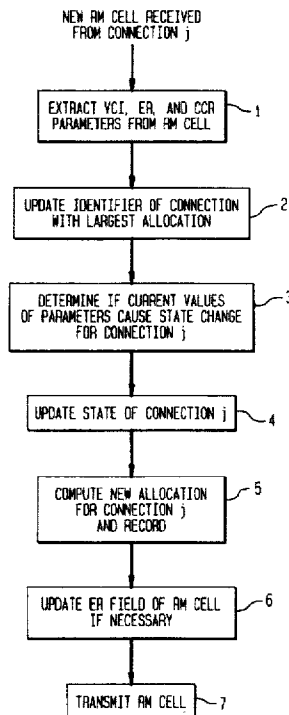 NEW RM CELL RECEIVED
FROM CONNECTION j
EXTRACT VCI, ER, AND CCR
PARAMETERS FROM RM CELL
1
UPDATE IDENTIFIER OF CONNECTION
WITH LARGEST ALLOCATION
2
DETERMINE IF CURRENT VALUES
OF PARAMETERS CAUSE STATE CHANGE
FOR CONNECTION j
3
UPDATE STATE OF CONNECTION j
4
COMPUTE NEW ALLOCATION
FOR CONNECTION j
AND RECORD
5
UPDATE ER FIELD OF RM CELL
IF NECESSARY
6
TRANSMIT RM CELL
7